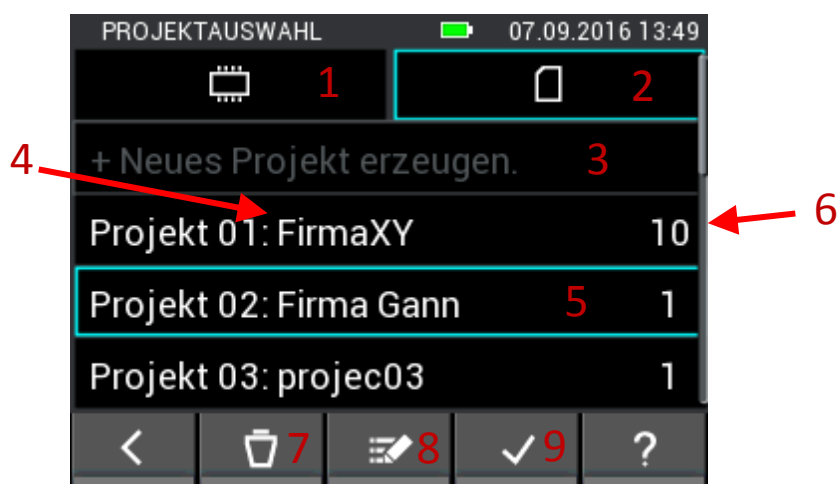 PROJEKTAUSWAHL 07.09.2016 13:49
1 2
+ Neues Projekt erzeugen. 3
4
Projekt 01: FirmaXY 10
6
Projekt 02: Firma Gann 5 1
Projekt 03: projec03 1
< 7 8 9 ?